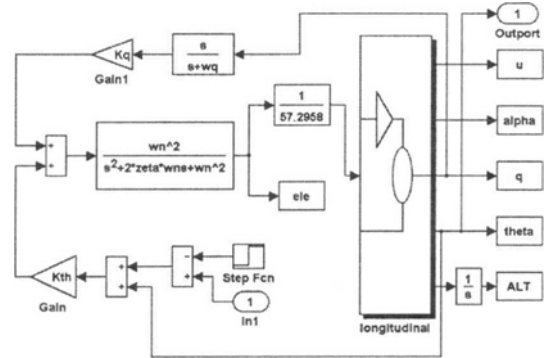 1
Outport
Kq
Gain1
s
s+wq
u
1
57,2958
alpha
+
+
wn^2
s^2+2*zeta*wns+wn^2
ele
q
theta
Kth
Gain
+
+
-
+
Step Fcn
1
In1
longitudinal
1
s
ALT